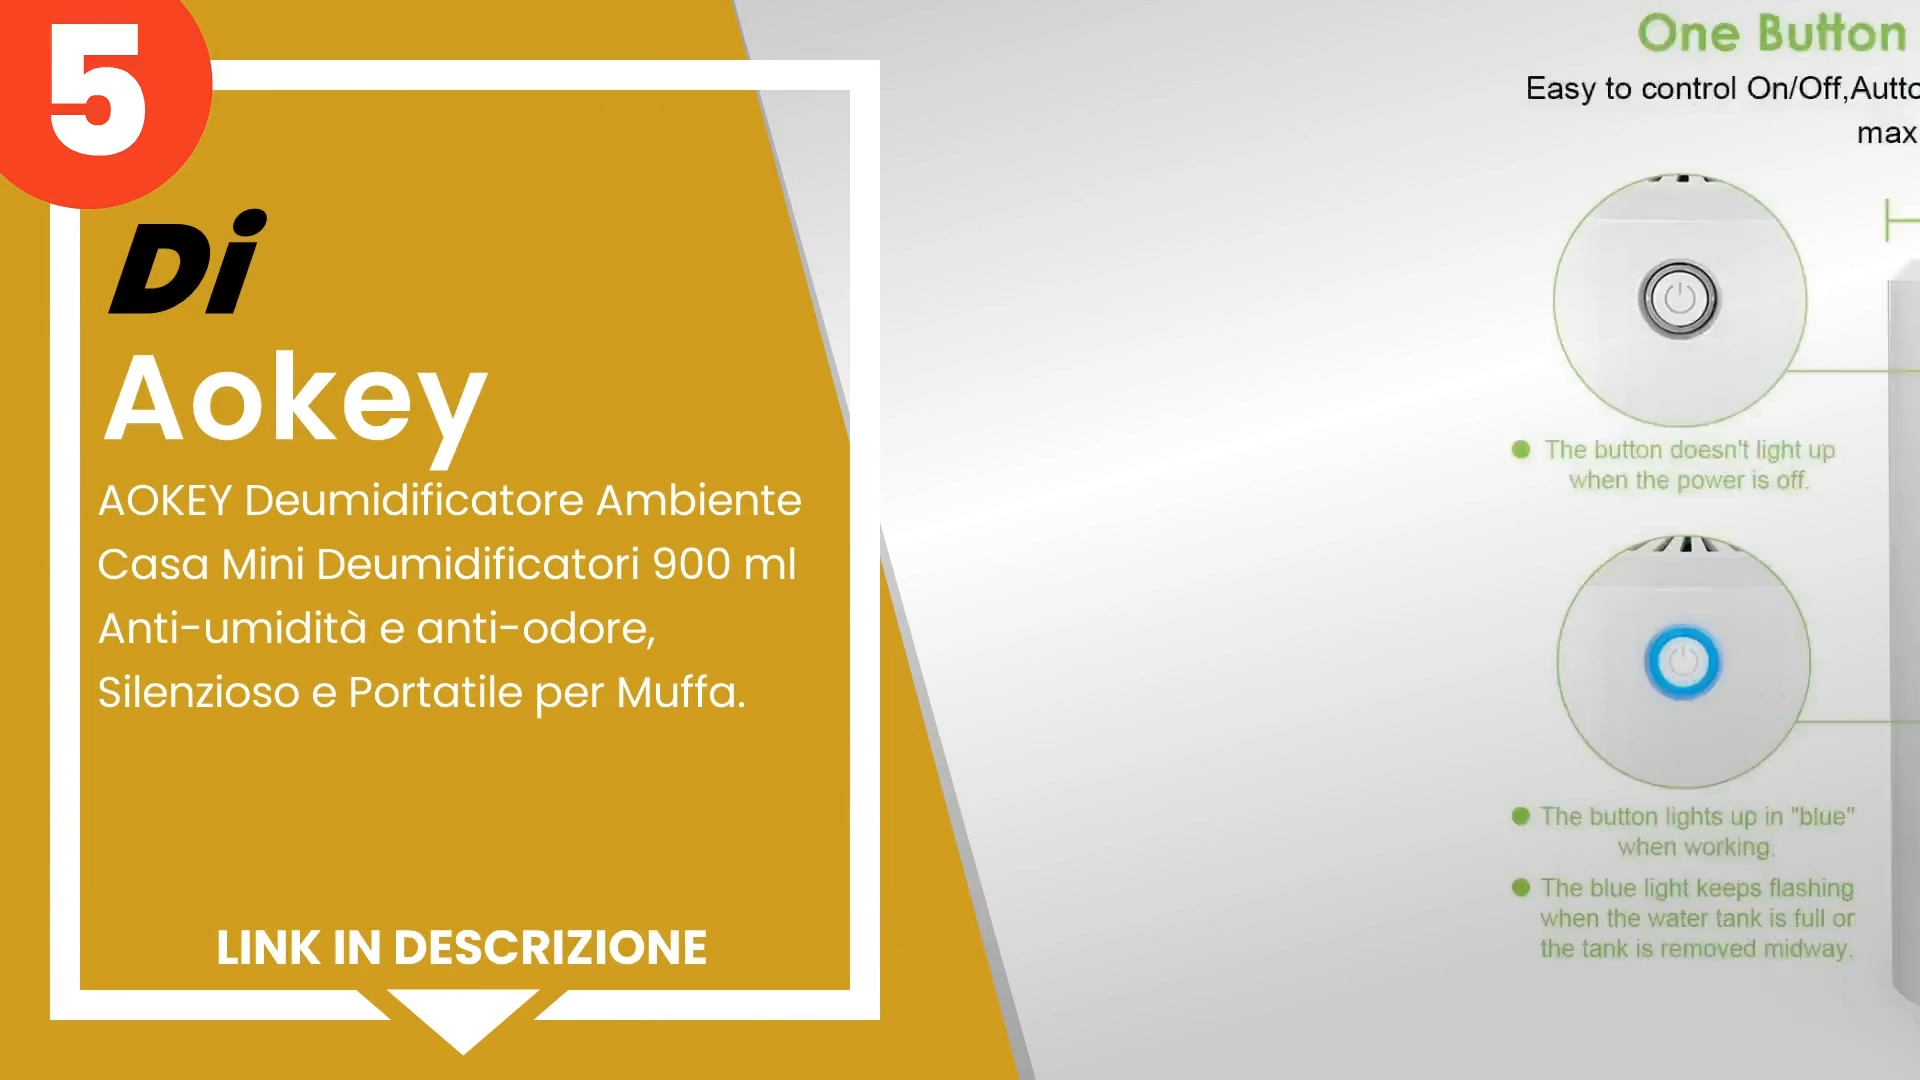 5
Di
Aokey
AOKEY Deumidificatore Ambiente
Casa Mini Deumidificatori 900 ml
Anti-umidità e anti-odore,
Silenzioso e Portatile per Muffa.
LINK IN DESCRIZIONE
One Button
Easy to control On/Off,Autto
max
The button doesn't light up
when the power is off.
The button lights up in "blue"
when working.
The blue light keeps flashing
when the water tank is full or
the tank is removed midway.